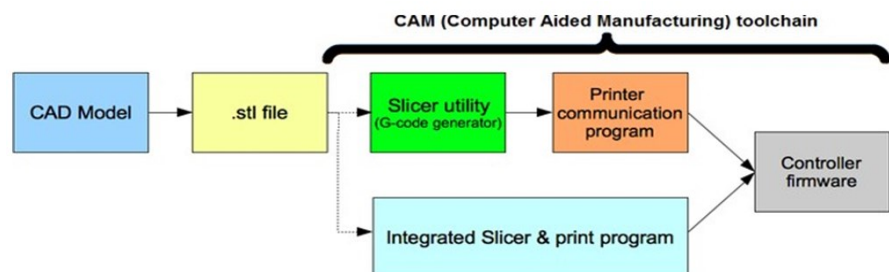 CAM (Computer Aided Manufacturing) toolchain
CAD Model
.stl file
Slicer utility
(G-code generator)
Printer
communication
program
Controller
firmware
Integrated Slicer & print program